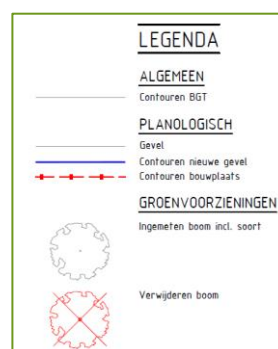 LEGENDA
ALGEMEEN
Contouren BGT
PLANOLOGISCH
Gevel
Contouren nieuwe gevel
Contouren bouwplaats
GROENVOORZIENINGEN
Ingemeten boom incl. soort
Verwijderen boom